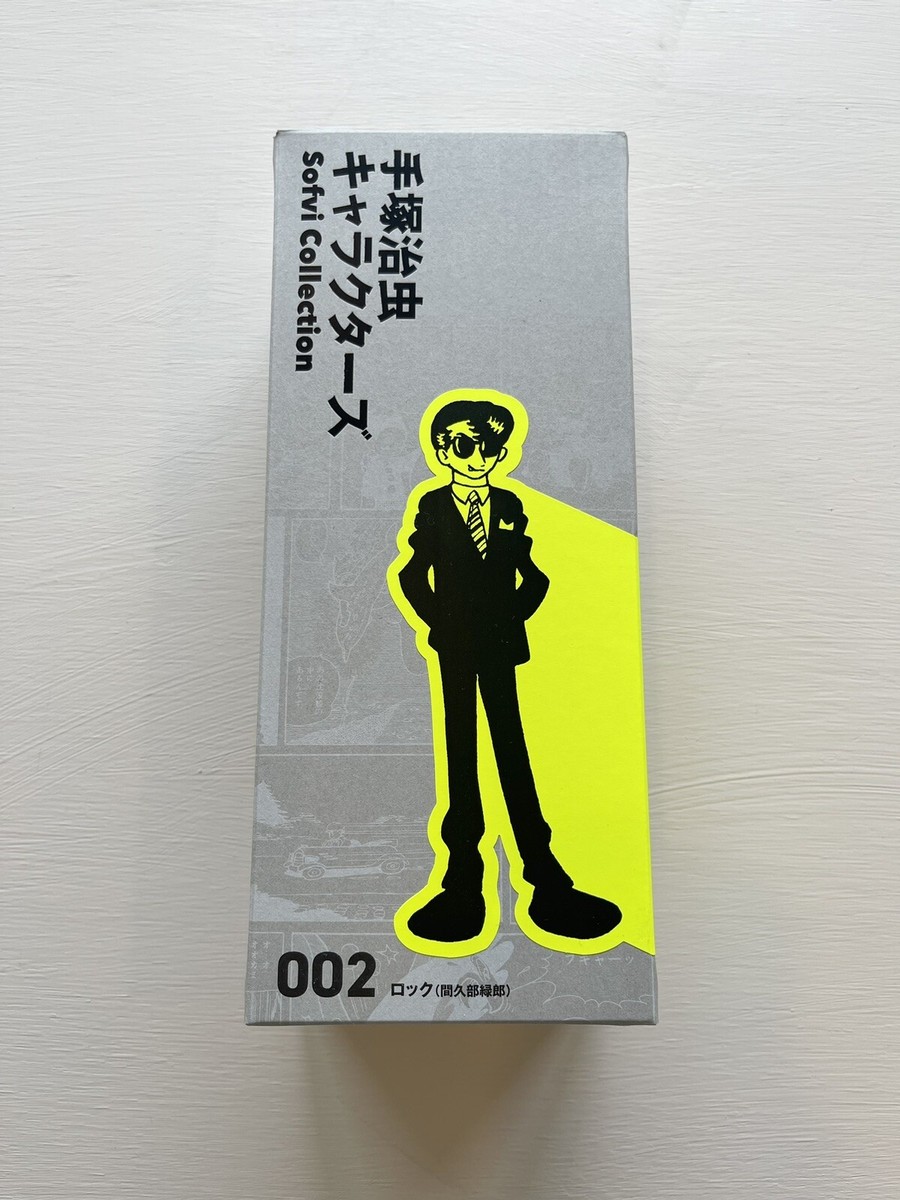 手塚治虫
キャラクターズ
Sofvi Collection
002
ロック(間久部緑郎)